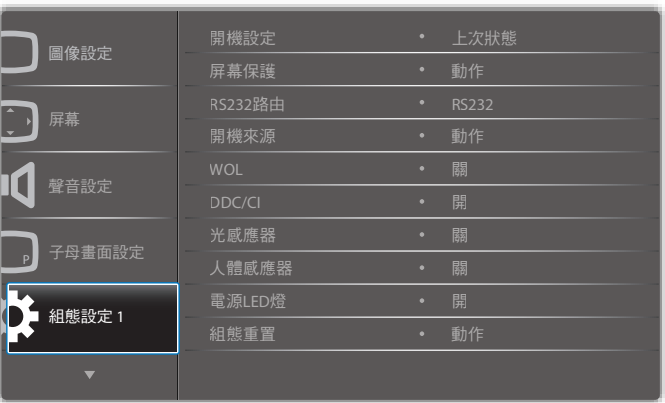 圖像設定
屏幕
聲音設定
子母畫面設定
P
組態設定 1
開機設定 • 上次狀態
屏幕保護 • 動作
RS232路由 • RS232
開機來源 • 動作
WOL • 關
DDC/CI • 開
光感應器 • 關
人體感應器 • 關
電源LED燈 • 開
組態重置 • 動作